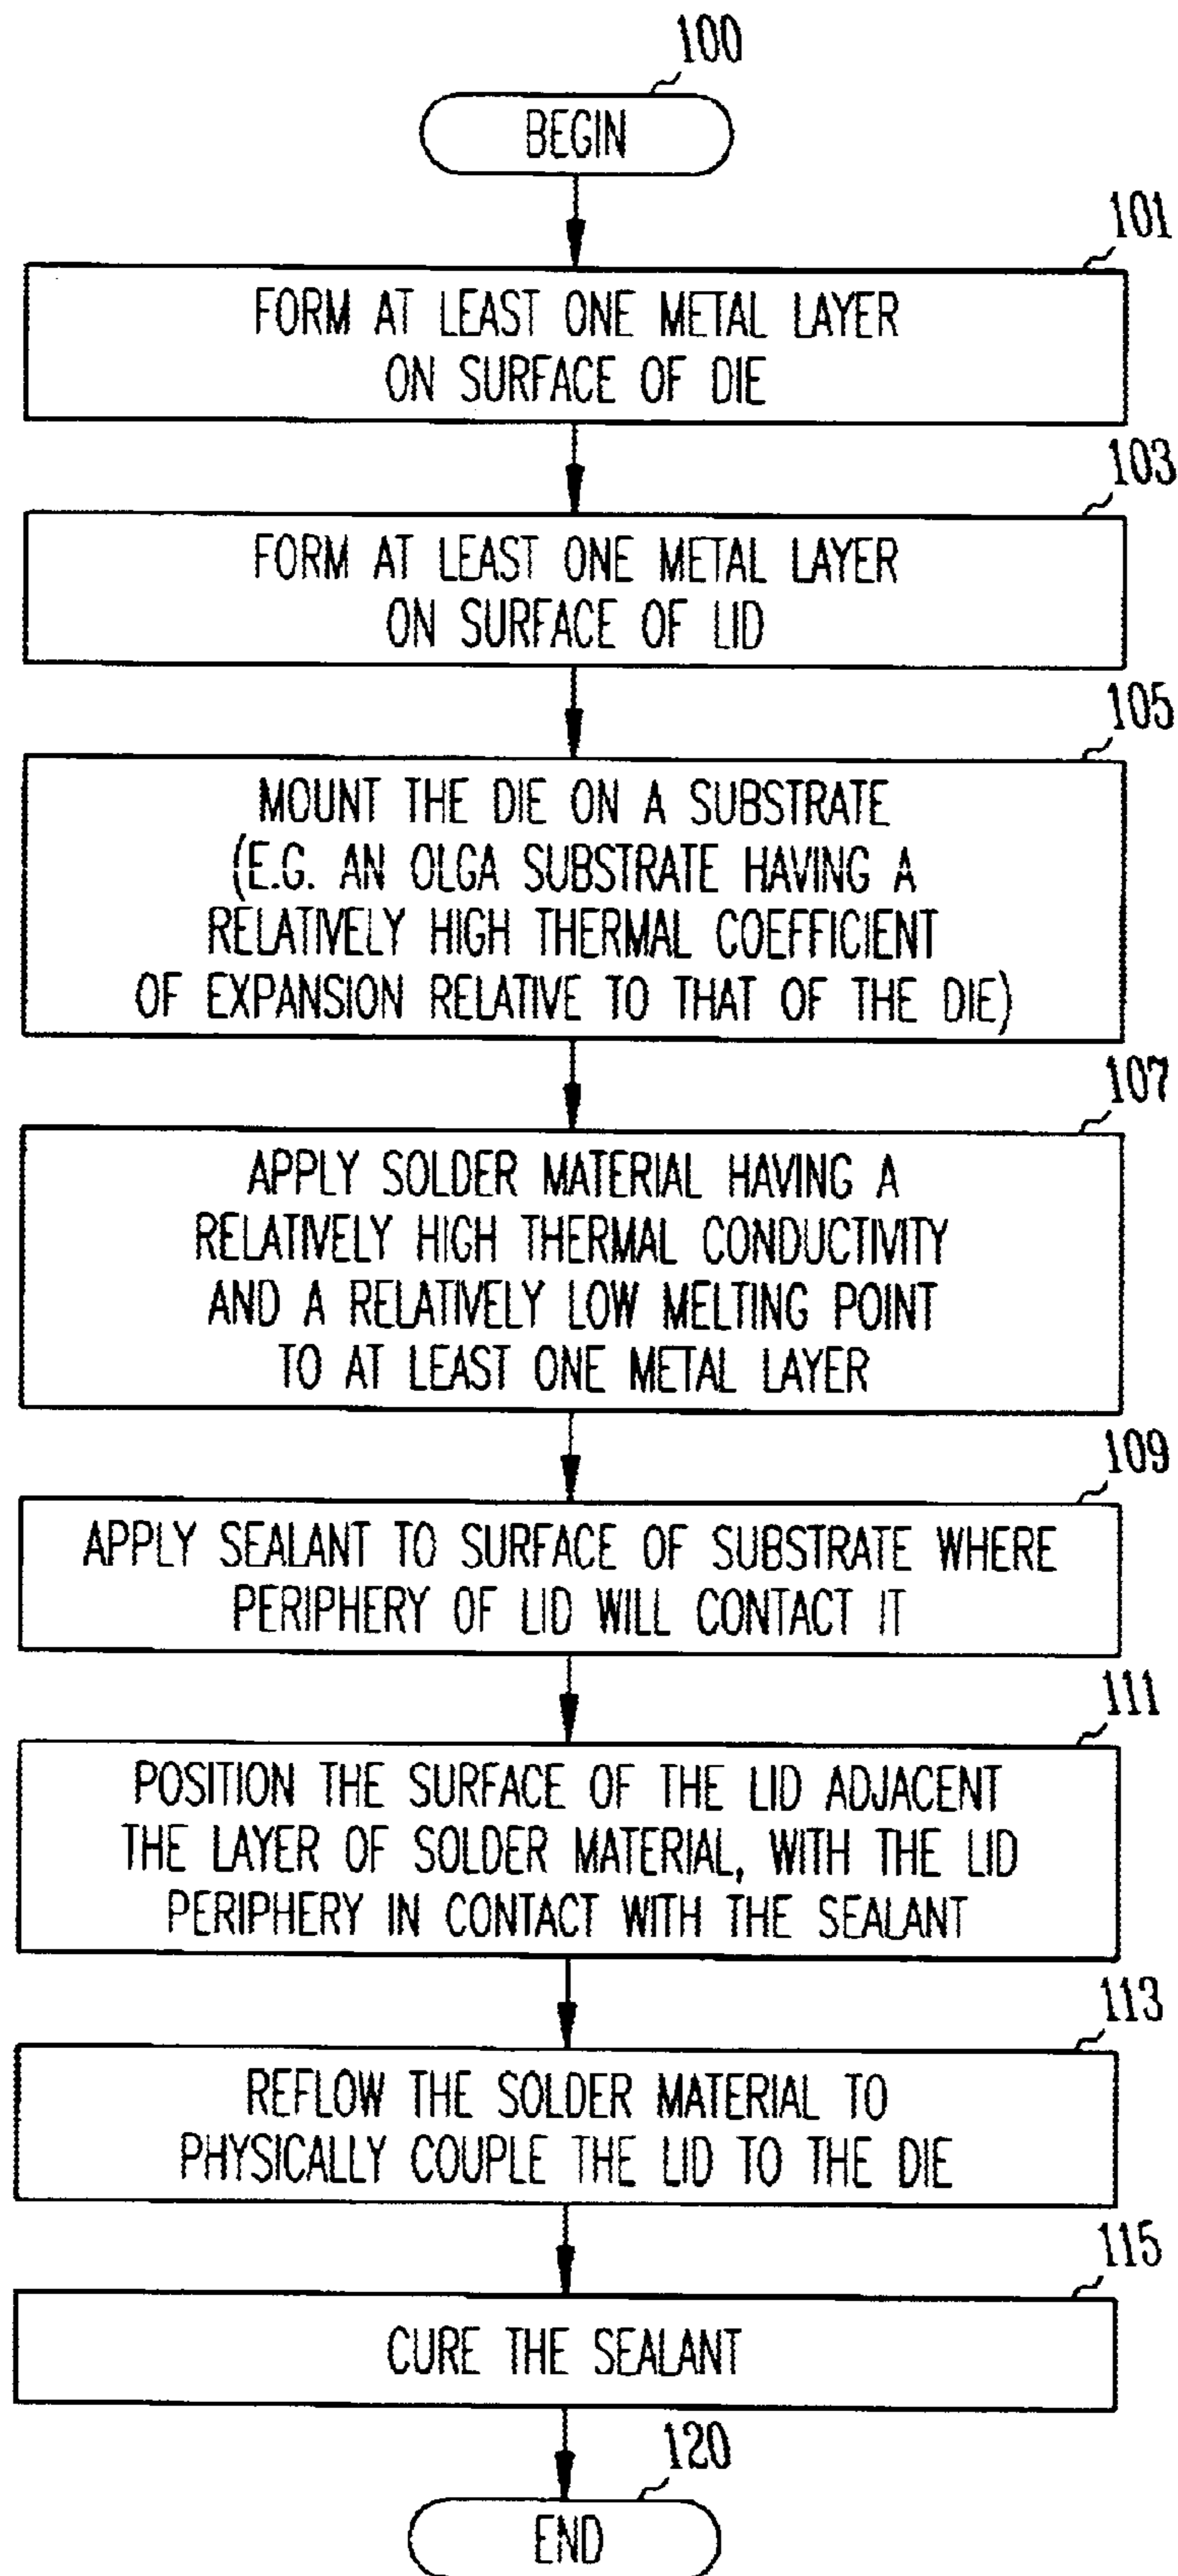 100
BEGIN
101
FORM AT LEAST ONE METAL LAYER
ON SURFACE OF DIE
103
FORM AT LEAST ONE METAL LAYER
ON SURFACE OF LID
105
MOUNT THE DIE ON A SUBSTRATE
(E.G. AN OLGA SUBSTRATE HAVING A
RELATIVELY HIGH THERMAL COEFFICIENT
OF EXPANSION RELATIVE TO THAT OF THE DIE)
107
APPLY SOLDER MATERIAL HAVING A
RELATIVELY HIGH THERMAL CONDUCTIVITY
AND A RELATIVELY LOW MELTING POINT
TO AT LEAST ONE METAL LAYER
109
APPLY SEALANT TO SURFACE OF SUBSTRATE WHERE
PERIPHERY OF LID WILL CONTACT IT
111
POSITION THE SURFACE OF THE LID ADJACENT
THE LAYER OF SOLDER MATERIAL, WITH THE LID
PERIPHERY IN CONTACT WITH THE SEALANT
113
REFLOW THE SOLDER MATERIAL TO
PHYSICALLY COUPLE THE LID TO THE DIE
115
CURE THE SEALANT
120
END